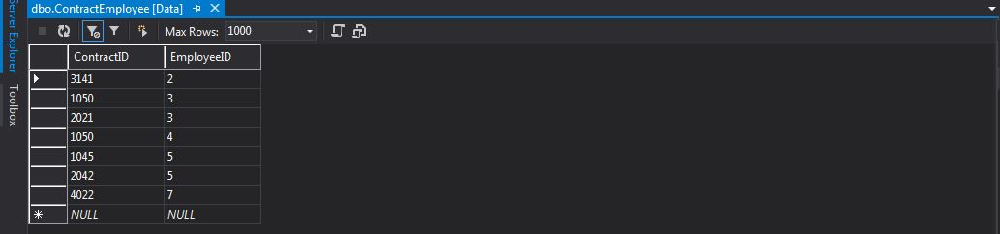 dbo.ContractEmployee [Data]
Server Explorer
Toolbox
Max Rows: 1000
ContractID EmployeeID
3141 2
1050 3
2021 3
1050 4
1045 5
2042 5
4022 7
NULL NULL